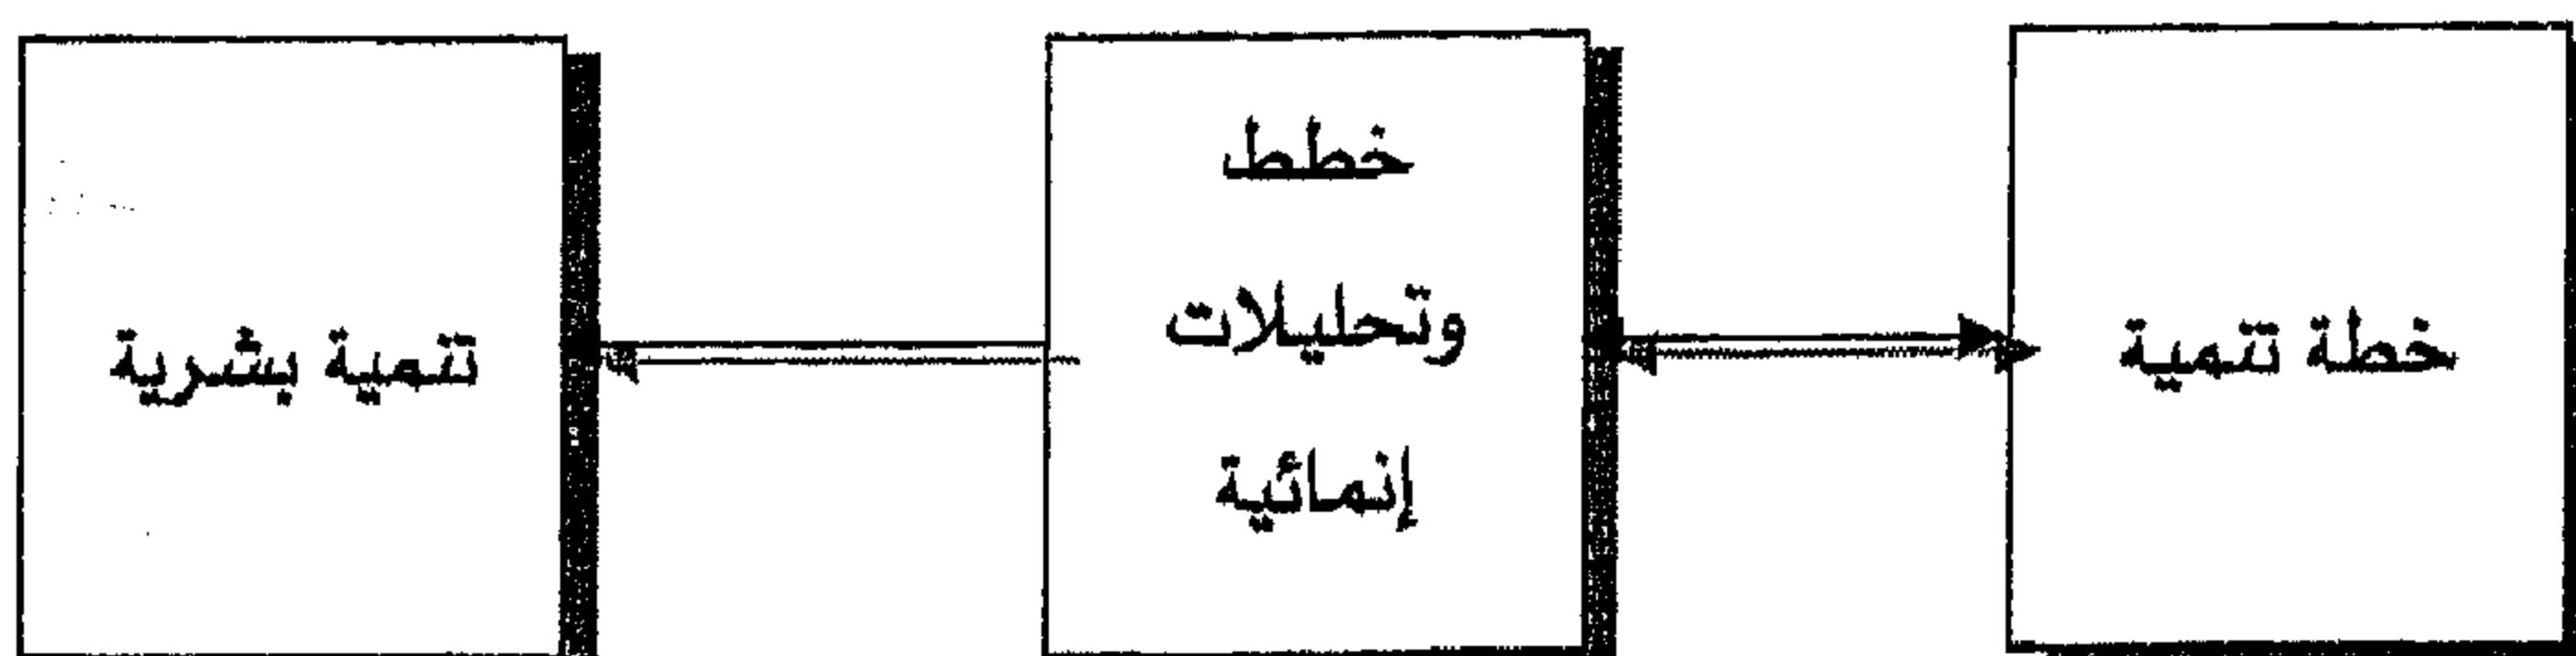 خطة تنمية
خطط
وتحليلات
إنمائية
تنمية بشرية